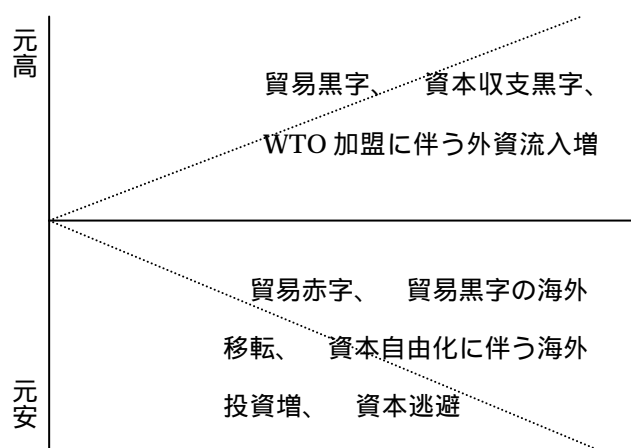 元高
貿易黒字、　資本収支黒字、
WTO 加盟に伴う外資流入増
貿易赤字、　貿易黒字の海外
移転、　資本自由化に伴う海外
投資増、　資本逃避
元安